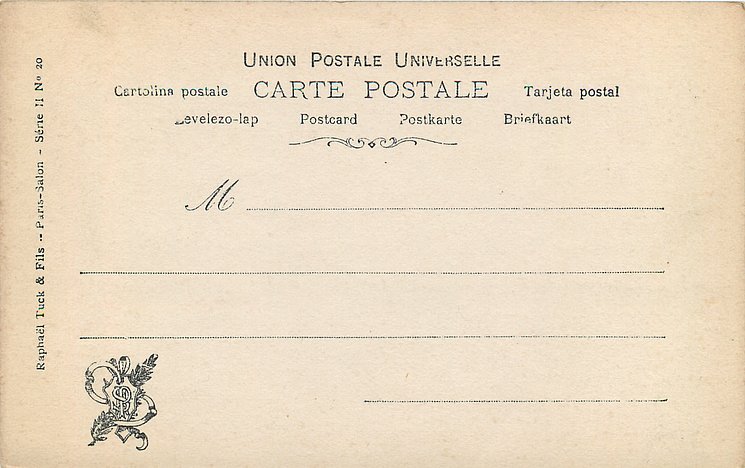 UNION POSTALE UNIVERSELLE
Cartolina postale CARTE POSTALE Tarjeta postal
Levelezo-lap Postcard Postkarte Briefkaart
M
Raphaël Tuck & Fils -- Paris-Salon - Série II Nº 20